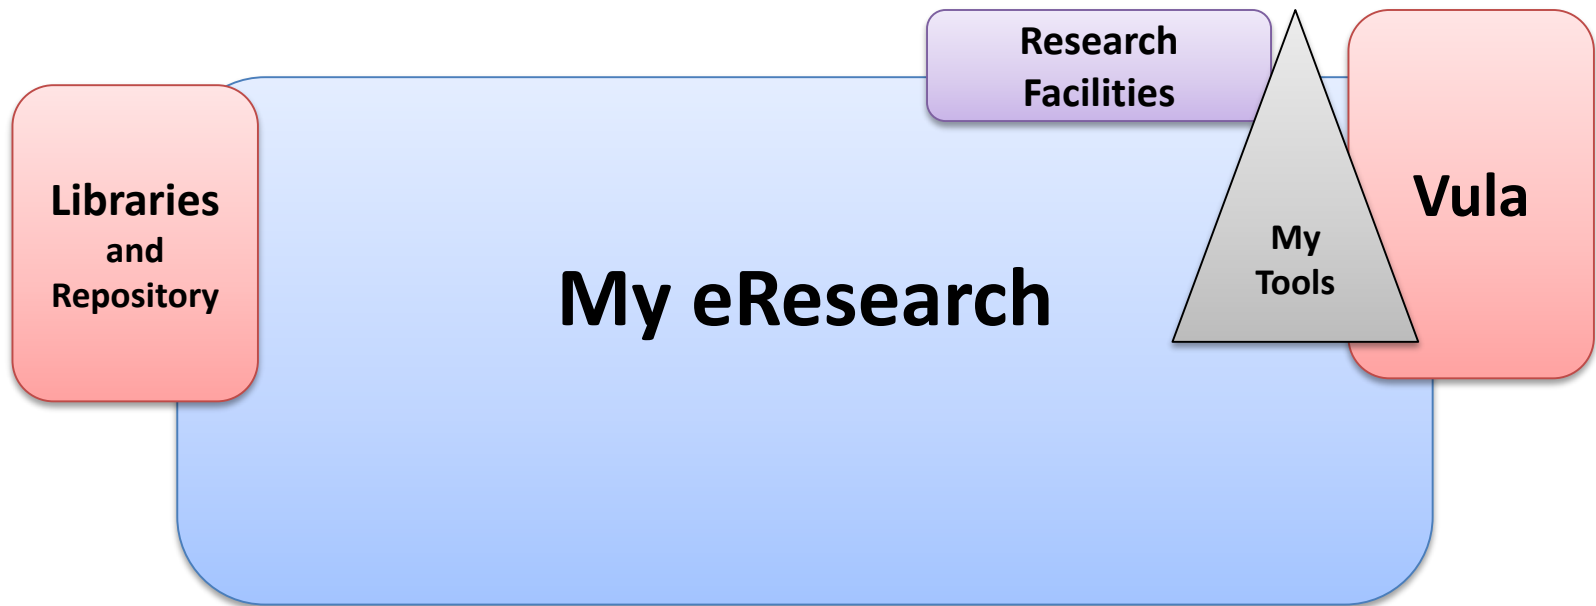 Research
Facilities
Libraries
and
Repository
Vula
My
Tools
My eResearch